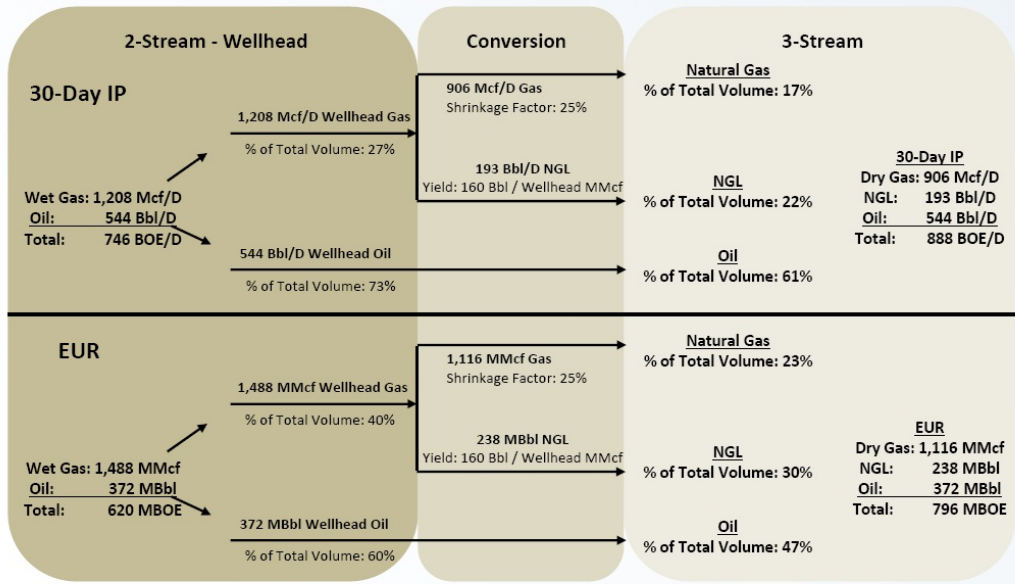 2-Stream - Wellhead
Conversion
3-Stream
30-Day IP
Wet Gas: 1,208 Mcf/D
Oil: 544 Bbl/D
Total: 746 BOE/D
1,208 Mcf/D Wellhead Gas
% of Total Volume: 27%
544 Bbl/D Wellhead Oil
% of Total Volume: 73%
906 Mcf/D Gas
Shrinkage Factor: 25%
193 Bbl/D NGL
Yield: 160 Bbl / Wellhead MMcf
Natural Gas
% of Total Volume: 17%
NGL
% of Total Volume: 22%
Oil
% of Total Volume: 61%
30-Day IP
Dry Gas: 906 Mcf/D
NGL: 193 Bbl/D
Oil: 544 Bbl/D
Total: 888 BOE/D
EUR
Wet Gas: 1,488 MMcf
Oil: 372 MBbl
Total: 620 MBOE
1,488 MMcf Wellhead Gas
% of Total Volume: 40%
372 MBbl Wellhead Oil
% of Total Volume: 60%
1,116 MMcf Gas
Shrinkage Factor: 25%
238 MBbl NGL
Yield: 160 Bbl / Wellhead MMcf
Natural Gas
% of Total Volume: 23%
NGL
% of Total Volume: 30%
Oil
% of Total Volume: 47%
EUR
Dry Gas: 1,116 MMcf
NGL: 238 MBbl
Oil: 372 MBbl
Total: 796 MBOE